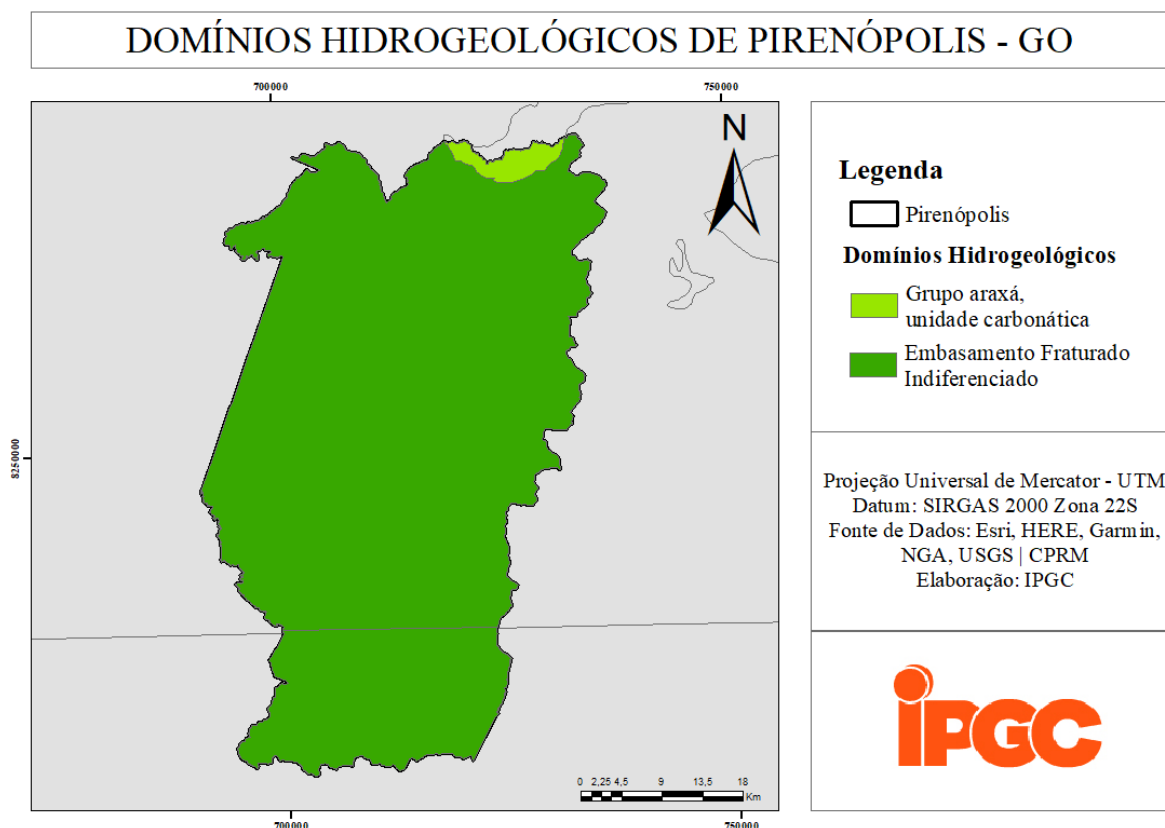 DOMÍNIOS HIDROGEOLÓGICOS DE PIRENÓPOLIS - GO
700000
750000
N
8250000
0 2,25 4,5 9 13,5 18
Km
700000
750000
Legenda
Pirenópolis
Domínios Hidrogeológicos
Grupo araxá,
unidade carbonática
Embasamento Fraturado
Indiferenciado
Projeção Universal de Mercator - UTM
Datum: SIRGAS 2000 Zona 22S
Fonte de Dados: Esri, HERE, Garmin,
NGA, USGS | CPRM
Elaboração: IPGC
iPGC